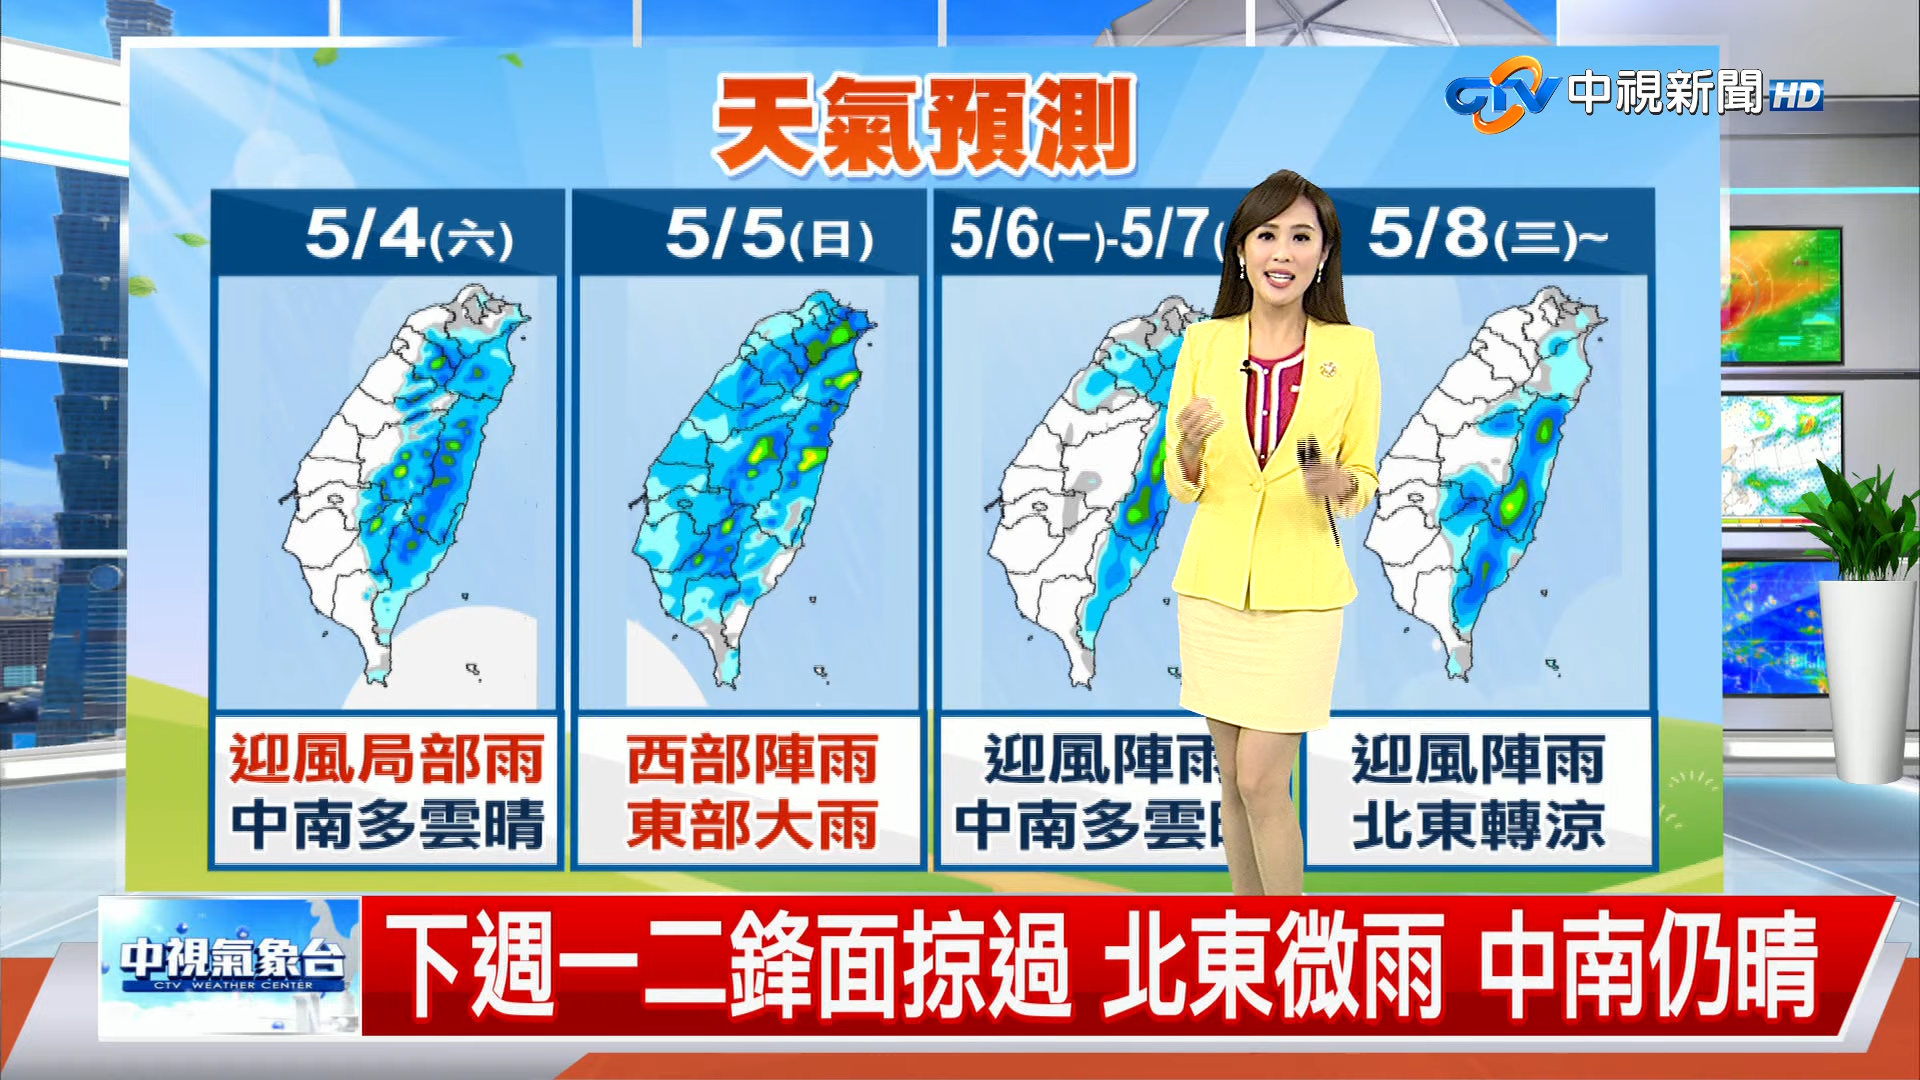 天氣預測
CTV 中視新聞 HD
5/4(六)
5/5(日)
5/6(一)-5/7(
5/8(三)~
迎風局部雨
中南多雲晴
西部陣雨
東部大雨
迎風陣雨
中南多雲
迎風陣雨
北東轉涼
中視氣象台
CTV WEATHER CENTER
下週一二鋒面掠過 北東微雨 中南仍晴